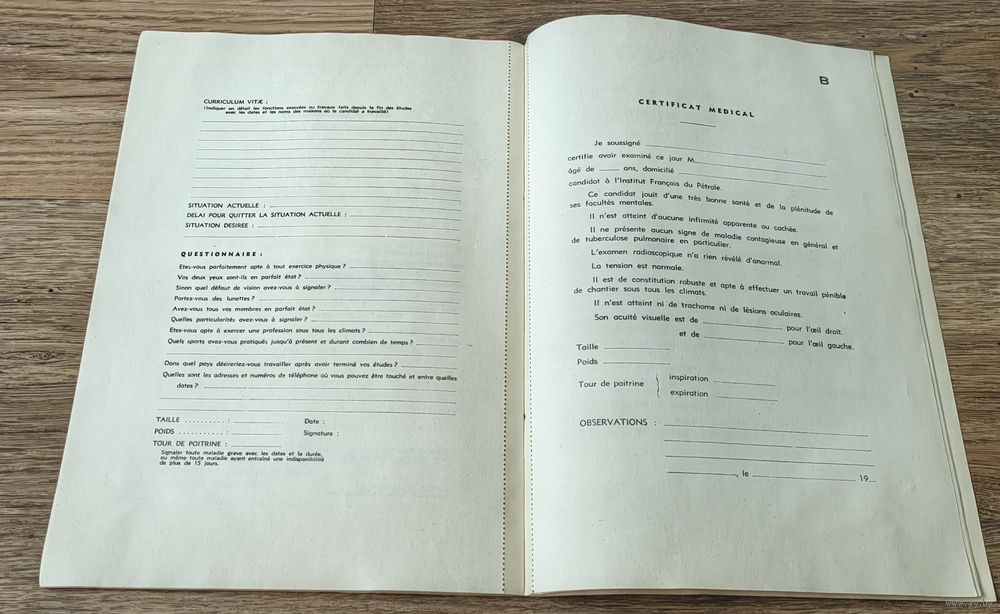 CURRICULUM VITÆ :
(Indiquer en détail les fonctions exercées ou travaux faits depuis la fin des études
avec les dates et les noms des maisons où le candidat a travaillé)
SITUATION ACTUELLE :
DELAI POUR QUITTER LA SITUATION ACTUELLE :
SITUATION DESIREE :
QUESTIONNAIRE :
Etes-vous parfaitement apte à tout exercice physique ?
Vos deux yeux sont-ils en parfait état ?
Sinon quel défaut de vision avez-vous à signaler ?
Portez-vous des lunettes ?
Avez-vous tous vos membres en parfait état ?
Quelles particularités avez-vous à signaler ?
Etes-vous apte à exercer une profession sous tous les climats ?
Quels sports avez-vous pratiqués jusqu'à présent et durant combien de temps ?
Dans quel pays désireriez-vous travailler après avoir terminé vos études ?
Quelles sont les adresses et numéros de téléphone où vous pouvez être touché et entre quelles
dates ?
TAILLE .......... : Date :
POIDS .......... : Signature :
TOUR DE POITRINE :
Signaler toute maladie grave avec les dates et la durée,
ou même toute maladie ayant entraîné une indisponibilité
de plus de 15 jours.
B
CERTIFICAT MEDICAL
Je soussigné
certifie avoir examiné ce jour M.
âgé de ans, domicilié
candidat à l'Institut Français du Pétrole.
Ce candidat jouit d'une très bonne santé et de la plénitude de
ses facultés mentales.
Il n'est atteint d'aucune infirmité apparente ou cachée.
Il ne présente aucun signe de maladie contagieuse en général et
de tuberculose pulmonaire en particulier.
L'examen radioscopique n'a rien révélé d'anormal.
La tension est normale.
Il est de constitution robuste et apte à effectuer un travail pénible
de chantier sous tous les climats.
Il n'est atteint ni de trachome ni de lésions oculaires.
Son acuité visuelle est de pour l'œil droit.
et de pour l'œil gauche.
Taille
Poids
Tour de poitrine inspiration
expiration
OBSERVATIONS :
, le 19